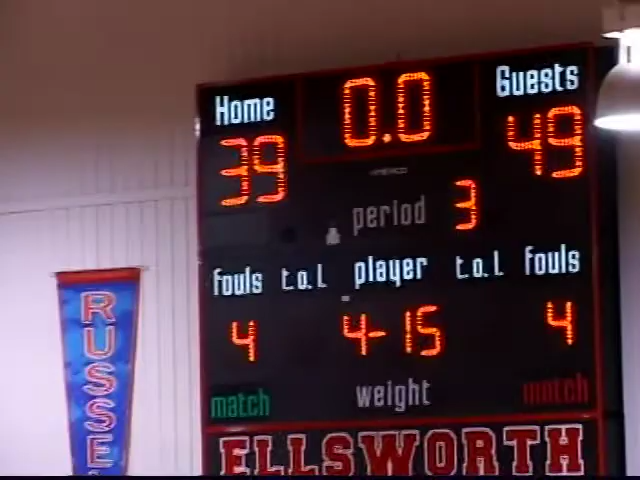 Home 0.0 Guests
39 49
period 3
fouls t.o.l player t.o.l fouls
4 4-15 4
match weight match
ELLSWORTH
RUSSE